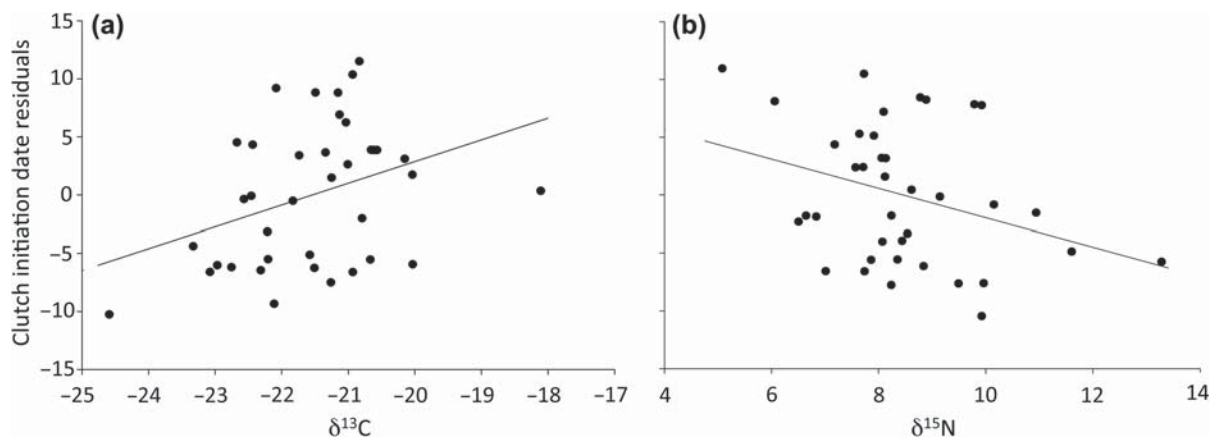 (a)
(b)
Clutch initiation date residuals
15
10
5
0
–5
–10
–15
–25 –24 –23 –22 –21 –20 –19 –18 –17
4 6 8 10 12 14
δ¹³C
δ¹⁵N